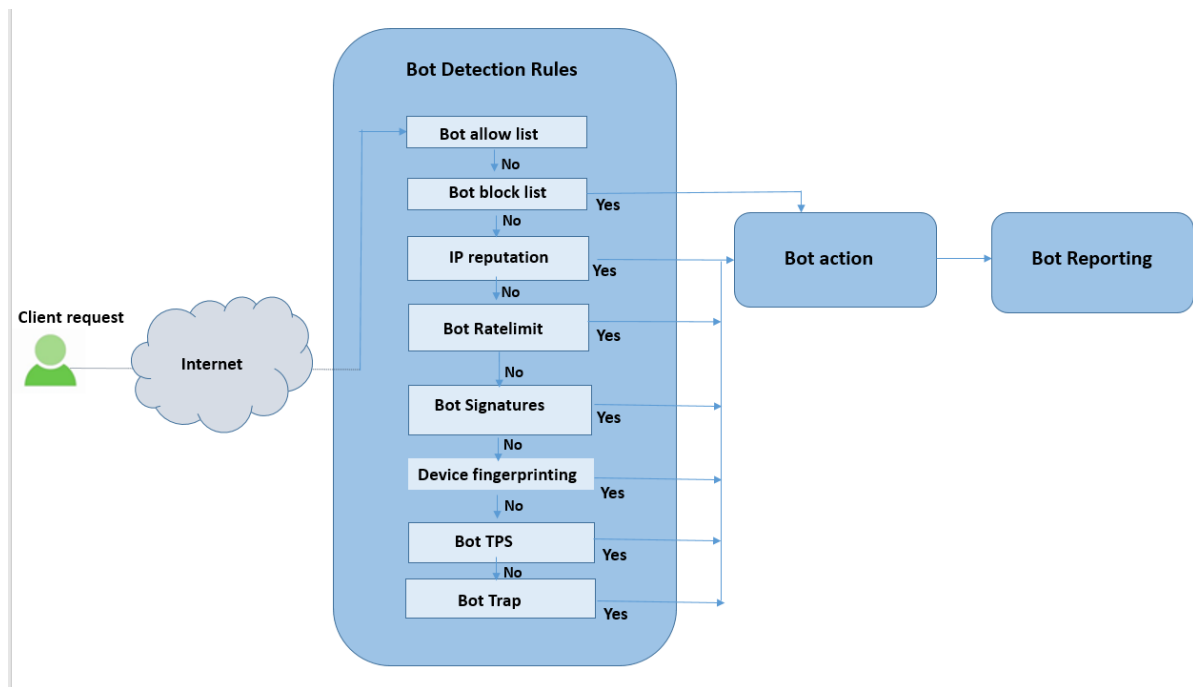 Bot Detection Rules
Client request
Internet
Bot allow list
No
Bot block list
Yes
No
IP reputation
Yes
No
Bot Ratelimit
Yes
No
Bot Signatures
Yes
No
Device fingerprinting
Yes
No
Bot TPS
Yes
No
Bot Trap
Yes
Bot action
Bot Reporting